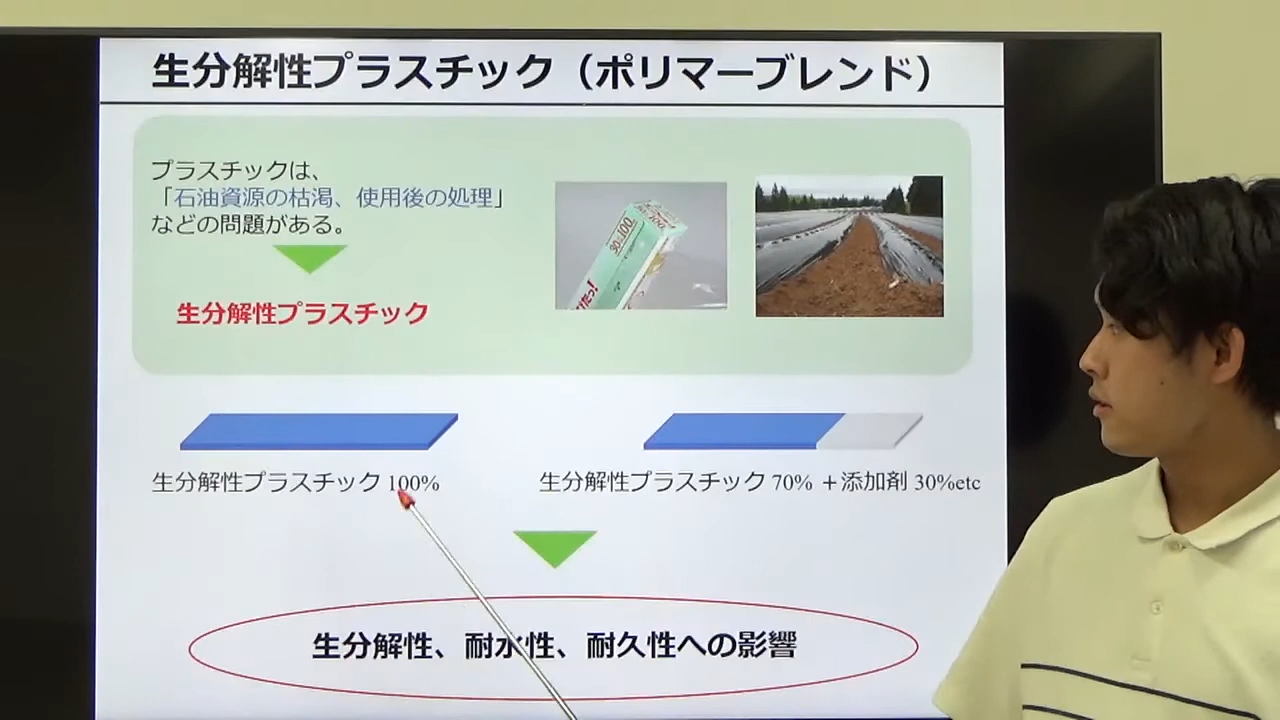 生分解性プラスチック（ポリマーブレンド）
プラスチックは、
「石油資源の枯渇、使用後の処理」
などの問題がある。
生分解性プラスチック
30cm×100m
生分解性プラスチック 100%
生分解性プラスチック 70% ＋添加剤 30%etc
生分解性、耐水性、耐久性への影響